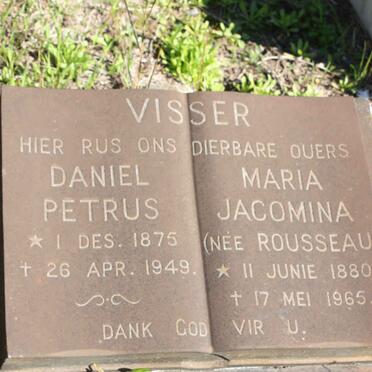 VISSER
HIER RUS ONS DIERBARE OUERS
DANIEL
PETRUS
★ 1 DES. 1875
✝ 26 APR. 1949.
MARIA
JACOMINA
(NÉE ROUSSEAU
★ 11 JUNIE 1880
✝ 17 MEI 1965.
DANK GOD VIR U.